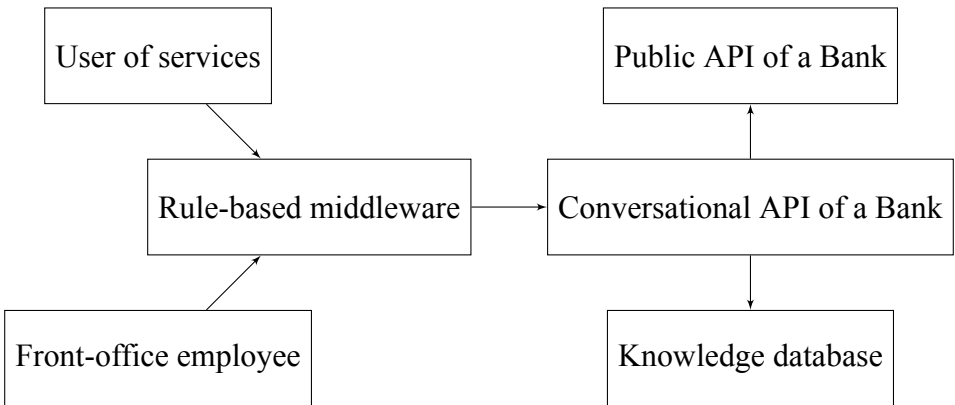 User of services
Public API of a Bank
Rule-based middleware
Conversational API of a Bank
Front-office employee
Knowledge database